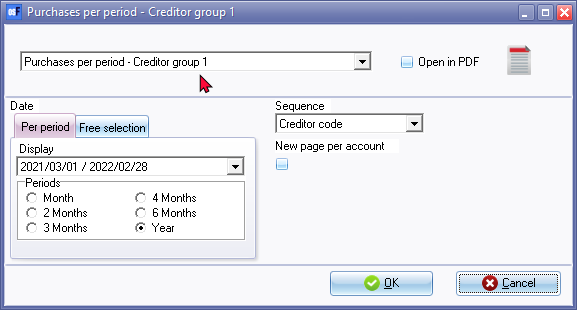 Purchases per period - Creditor group 1
Purchases per period - Creditor group 1
Open in PDF
Date
Sequence
Per period
Free selection
Creditor code
Display
New page per account
2021/03/01 / 2022/02/28
Periods
Month
4 Months
2 Months
6 Months
3 Months
Year
OK
Cancel